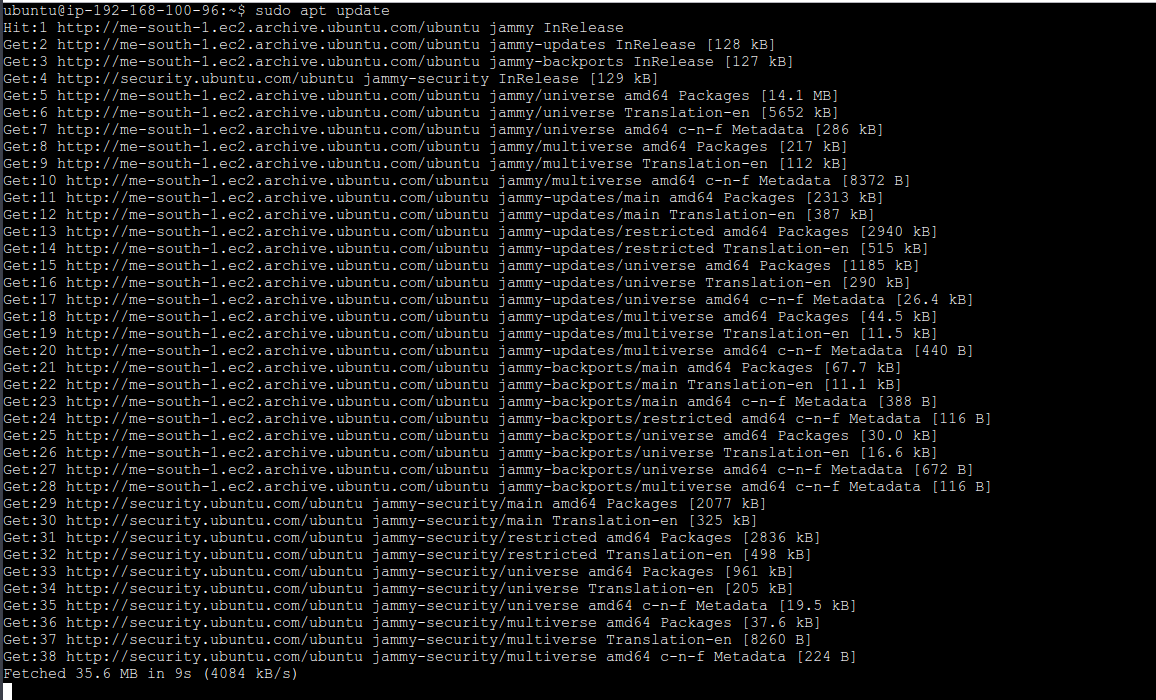 ubuntu@ip-192-168-100-96:~$ sudo apt update
Hit:1 http://me-south-1.ec2.archive.ubuntu.com/ubuntu jammy InRelease
Get:2 http://me-south-1.ec2.archive.ubuntu.com/ubuntu jammy-updates InRelease [128 kB]
Get:3 http://me-south-1.ec2.archive.ubuntu.com/ubuntu jammy-backports InRelease [127 kB]
Get:4 http://security.ubuntu.com/ubuntu jammy-security InRelease [129 kB]
Get:5 http://me-south-1.ec2.archive.ubuntu.com/ubuntu jammy/universe amd64 Packages [14.1 MB]
Get:6 http://me-south-1.ec2.archive.ubuntu.com/ubuntu jammy/universe Translation-en [5652 kB]
Get:7 http://me-south-1.ec2.archive.ubuntu.com/ubuntu jammy/universe amd64 c-n-f Metadata [286 kB]
Get:8 http://me-south-1.ec2.archive.ubuntu.com/ubuntu jammy/multiverse amd64 Packages [217 kB]
Get:9 http://me-south-1.ec2.archive.ubuntu.com/ubuntu jammy/multiverse Translation-en [112 kB]
Get:10 http://me-south-1.ec2.archive.ubuntu.com/ubuntu jammy/multiverse amd64 c-n-f Metadata [8372 B]
Get:11 http://me-south-1.ec2.archive.ubuntu.com/ubuntu jammy-updates/main amd64 Packages [2313 kB]
Get:12 http://me-south-1.ec2.archive.ubuntu.com/ubuntu jammy-updates/main Translation-en [387 kB]
Get:13 http://me-south-1.ec2.archive.ubuntu.com/ubuntu jammy-updates/restricted amd64 Packages [2940 kB]
Get:14 http://me-south-1.ec2.archive.ubuntu.com/ubuntu jammy-updates/restricted Translation-en [515 kB]
Get:15 http://me-south-1.ec2.archive.ubuntu.com/ubuntu jammy-updates/universe amd64 Packages [1185 kB]
Get:16 http://me-south-1.ec2.archive.ubuntu.com/ubuntu jammy-updates/universe Translation-en [290 kB]
Get:17 http://me-south-1.ec2.archive.ubuntu.com/ubuntu jammy-updates/universe amd64 c-n-f Metadata [26.4 kB]
Get:18 http://me-south-1.ec2.archive.ubuntu.com/ubuntu jammy-updates/multiverse amd64 Packages [44.5 kB]
Get:19 http://me-south-1.ec2.archive.ubuntu.com/ubuntu jammy-updates/multiverse Translation-en [11.5 kB]
Get:20 http://me-south-1.ec2.archive.ubuntu.com/ubuntu jammy-updates/multiverse amd64 c-n-f Metadata [440 B]
Get:21 http://me-south-1.ec2.archive.ubuntu.com/ubuntu jammy-backports/main amd64 Packages [67.7 kB]
Get:22 http://me-south-1.ec2.archive.ubuntu.com/ubuntu jammy-backports/main Translation-en [11.1 kB]
Get:23 http://me-south-1.ec2.archive.ubuntu.com/ubuntu jammy-backports/main amd64 c-n-f Metadata [388 B]
Get:24 http://me-south-1.ec2.archive.ubuntu.com/ubuntu jammy-backports/restricted amd64 c-n-f Metadata [116 B]
Get:25 http://me-south-1.ec2.archive.ubuntu.com/ubuntu jammy-backports/universe amd64 Packages [30.0 kB]
Get:26 http://me-south-1.ec2.archive.ubuntu.com/ubuntu jammy-backports/universe Translation-en [16.6 kB]
Get:27 http://me-south-1.ec2.archive.ubuntu.com/ubuntu jammy-backports/universe amd64 c-n-f Metadata [672 B]
Get:28 http://me-south-1.ec2.archive.ubuntu.com/ubuntu jammy-backports/multiverse amd64 c-n-f Metadata [116 B]
Get:29 http://security.ubuntu.com/ubuntu jammy-security/main amd64 Packages [2077 kB]
Get:30 http://security.ubuntu.com/ubuntu jammy-security/main Translation-en [325 kB]
Get:31 http://security.ubuntu.com/ubuntu jammy-security/restricted amd64 Packages [2836 kB]
Get:32 http://security.ubuntu.com/ubuntu jammy-security/restricted Translation-en [498 kB]
Get:33 http://security.ubuntu.com/ubuntu jammy-security/universe amd64 Packages [961 kB]
Get:34 http://security.ubuntu.com/ubuntu jammy-security/universe Translation-en [205 kB]
Get:35 http://security.ubuntu.com/ubuntu jammy-security/universe amd64 c-n-f Metadata [19.5 kB]
Get:36 http://security.ubuntu.com/ubuntu jammy-security/multiverse amd64 Packages [37.6 kB]
Get:37 http://security.ubuntu.com/ubuntu jammy-security/multiverse Translation-en [8260 B]
Get:38 http://security.ubuntu.com/ubuntu jammy-security/multiverse amd64 c-n-f Metadata [224 B]
Fetched 35.6 MB in 9s (4084 kB/s)